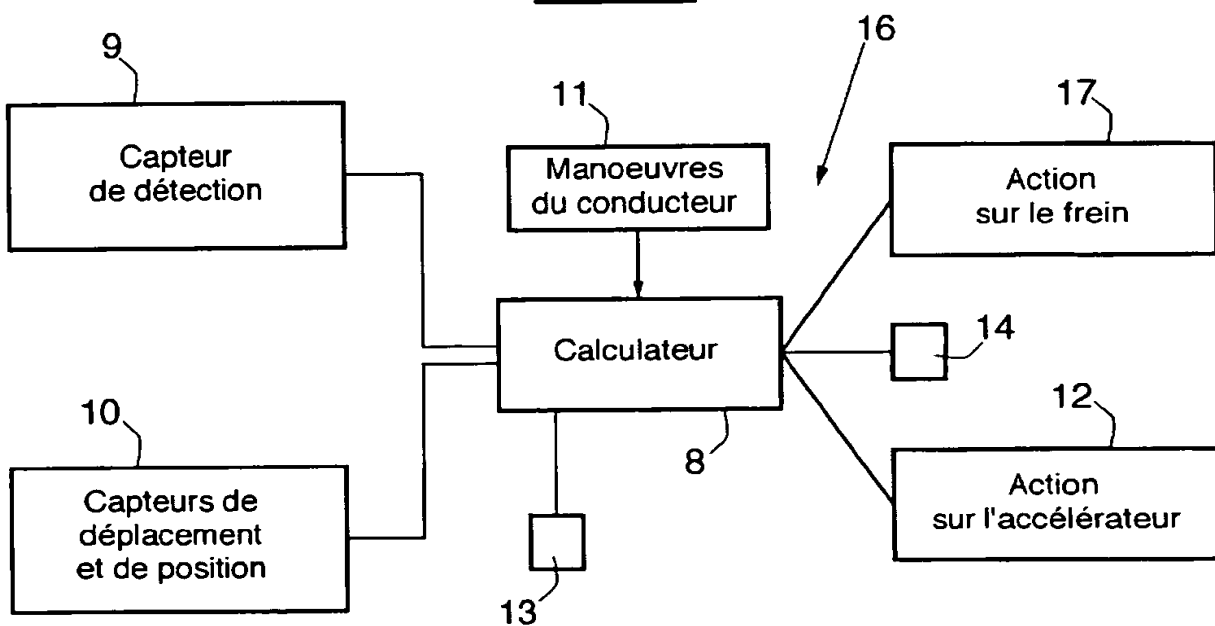 16
9
Capteur
de détection
11
Manoeuvres
du conducteur
17
Action
sur le frein
Calculateur
8
14
10
Capteurs de
déplacement
et de position
13
12
Action
sur l'accélérateur